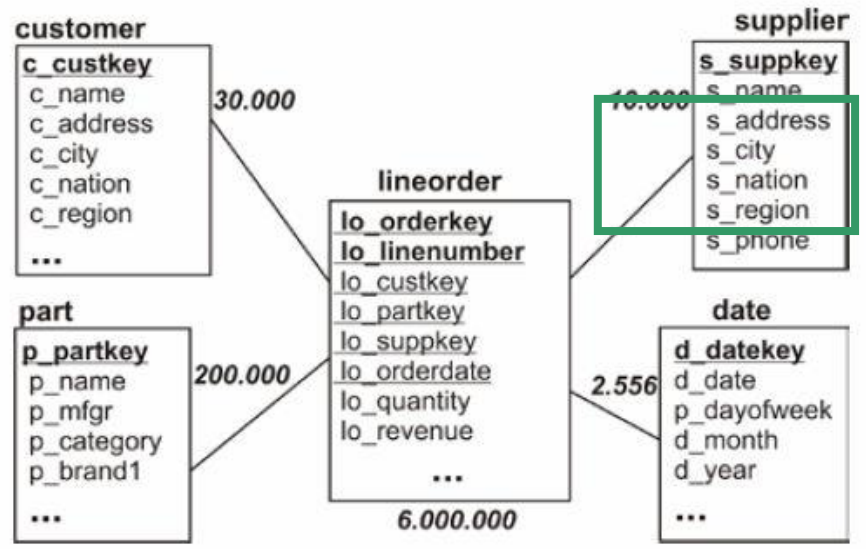 customer
c_custkey
c_name
c_address
c_city
c_nation
c_region
...
30.000
supplier
s_suppkey
s_name
s_address
s_city
s_nation
s_region
s_phone
10.000
lineorder
lo_orderkey
lo_linenumber
lo_custkey
lo_partkey
lo_suppkey
lo_orderdate
lo_quantity
lo_revenue
...
6.000.000
part
p_partkey
p_name
p_mfgr
p_category
p_brand1
...
200.000
date
d_datekey
d_date
p_dayofweek
d_month
d_year
...
2.556